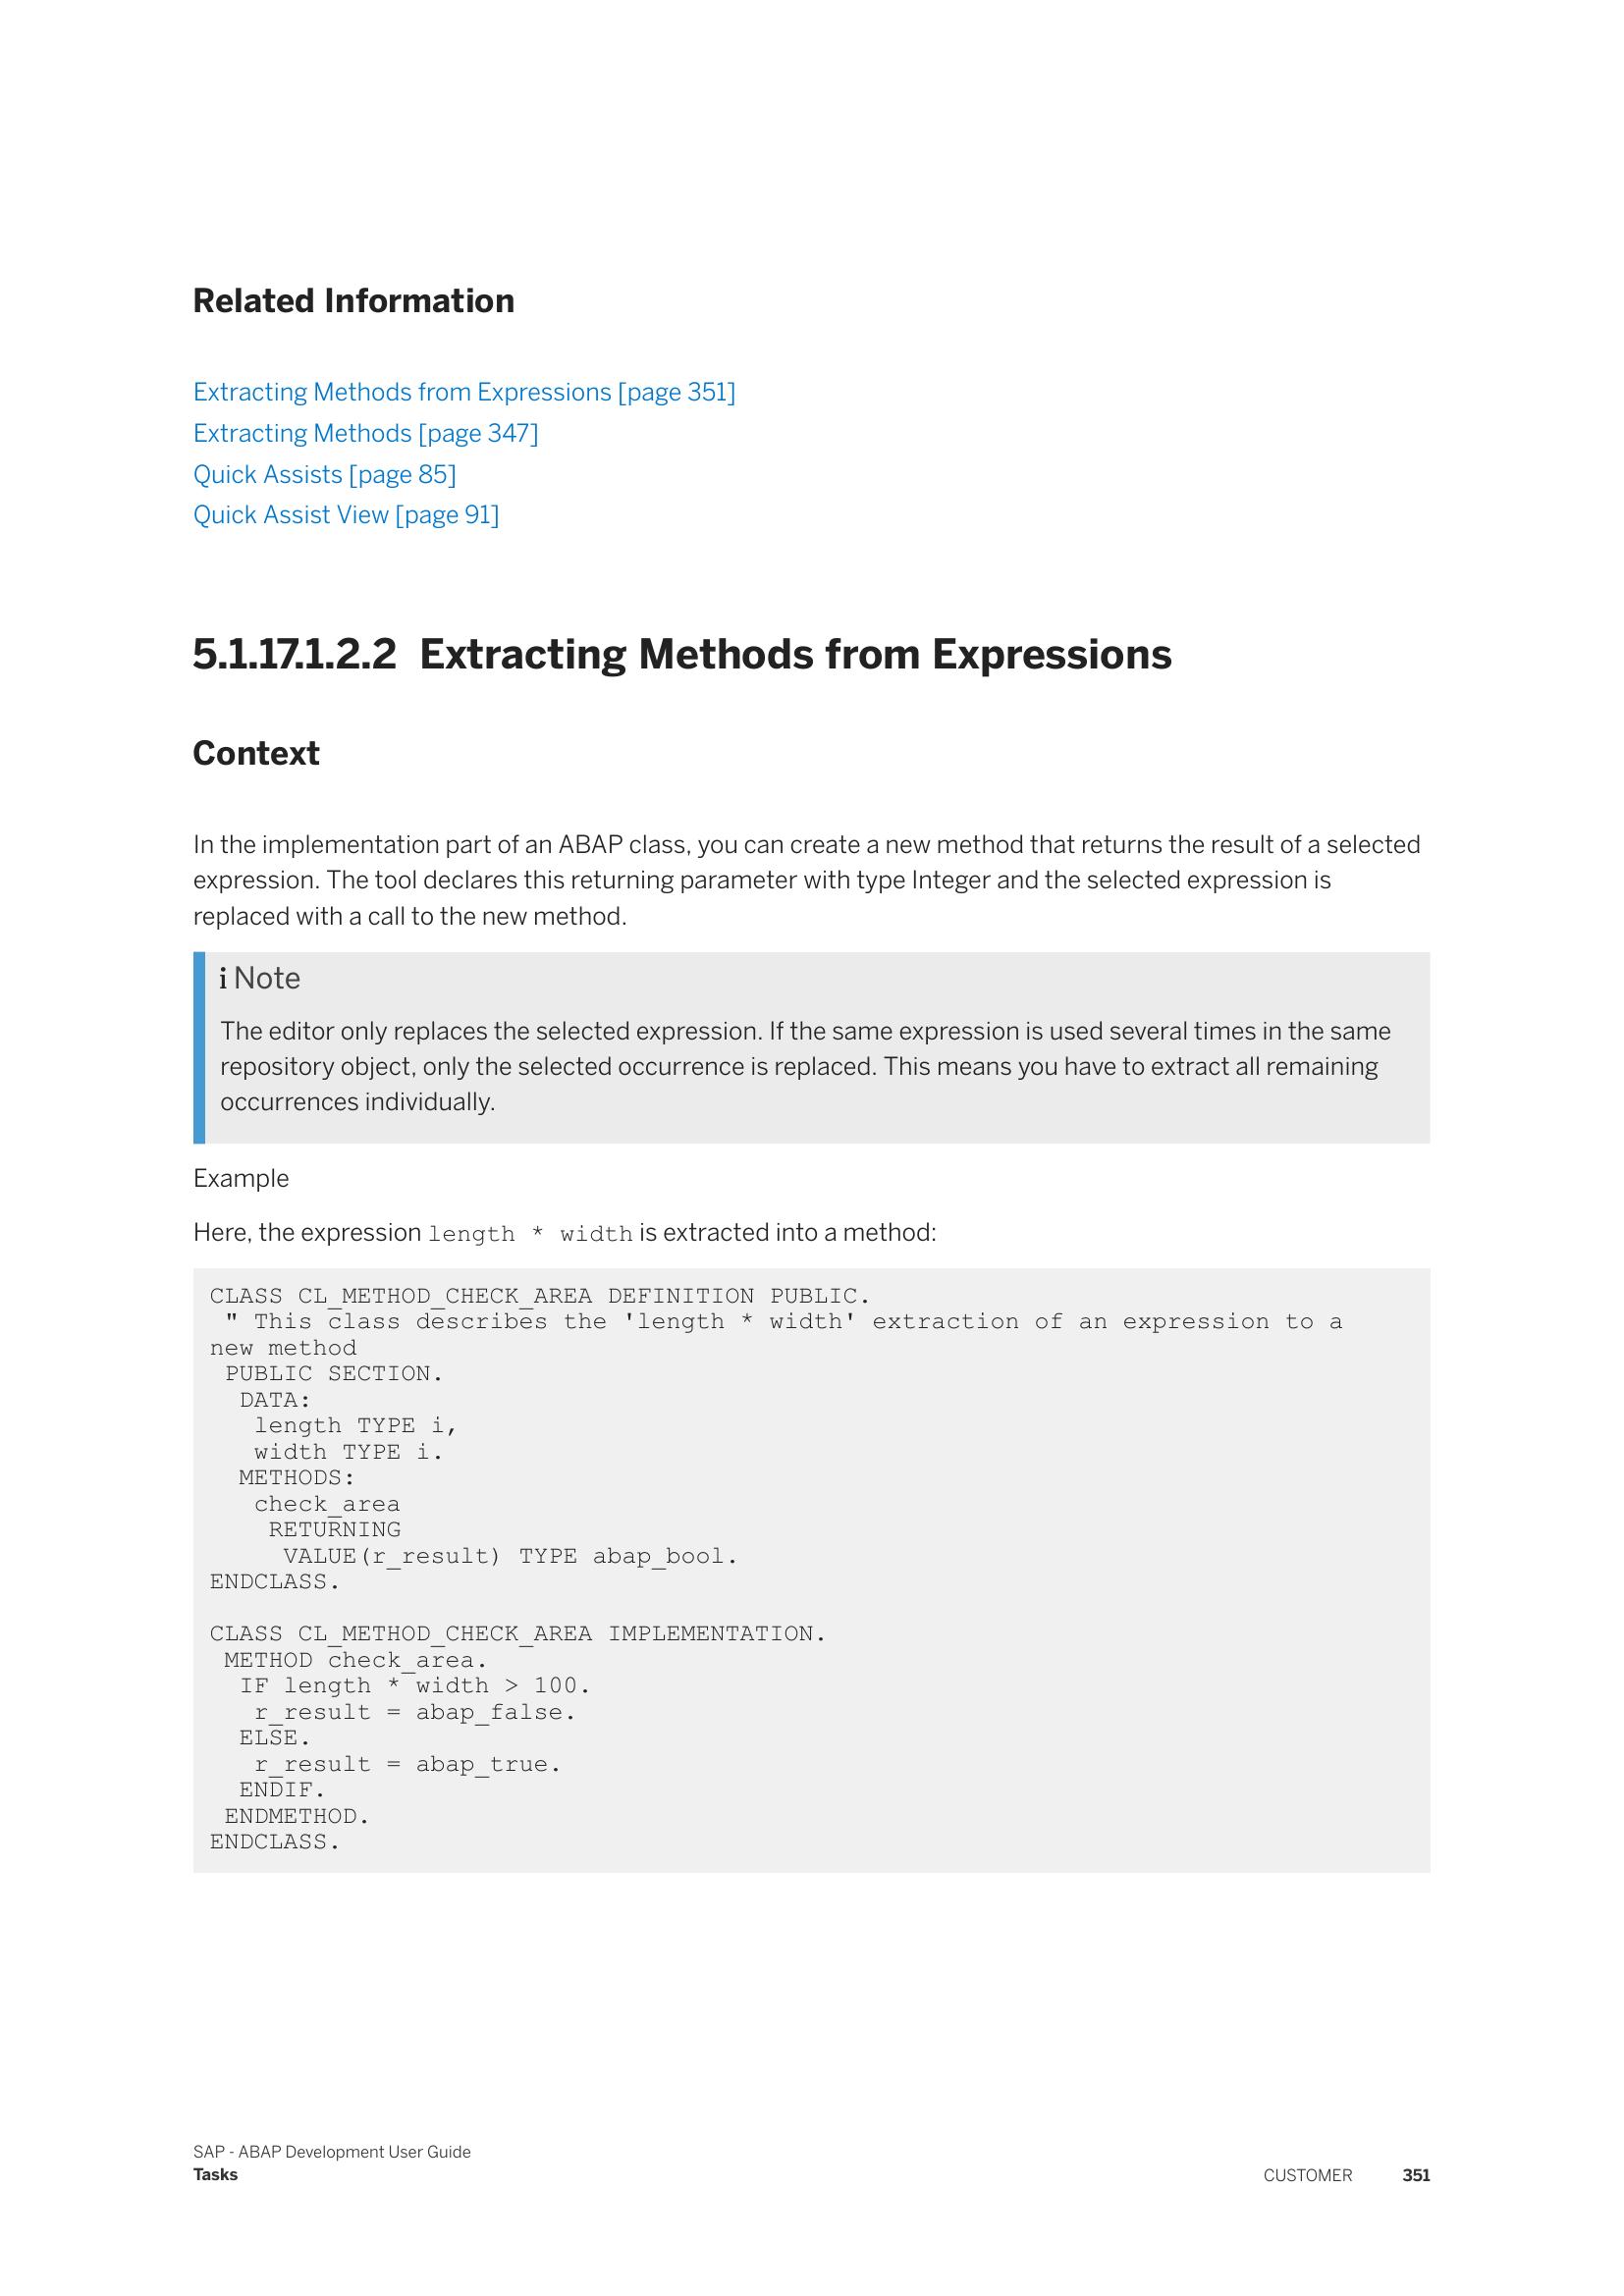 Related Information
Extracting Methods from Expressions [page 351]
Extracting Methods [page 347]
Quick Assists [page 85]
Quick Assist View [page 91]
5.1.17.1.2.2 Extracting Methods from Expressions
Context
In the implementation part of an ABAP class, you can create a new method that returns the result of a selected
expression. The tool declares this returning parameter with type Integer and the selected expression is
replaced with a call to the new method.
i Note
The editor only replaces the selected expression. If the same expression is used several times in the same
repository object, only the selected occurrence is replaced. This means you have to extract all remaining
occurrences individually.
Example
Here, the expression length * width is extracted into a method:
CLASS CL_METHOD_CHECK_AREA DEFINITION PUBLIC.
 " This class describes the 'length * width' extraction of an expression to a
new method
 PUBLIC SECTION.
  DATA:
   length TYPE i,
   width TYPE i.
  METHODS:
   check_area
    RETURNING
     VALUE(r_result) TYPE abap_bool.
ENDCLASS.
CLASS CL_METHOD_CHECK_AREA IMPLEMENTATION.
 METHOD check_area.
  IF length * width > 100.
   r_result = abap_false.
  ELSE.
   r_result = abap_true.
  ENDIF.
 ENDMETHOD.
ENDCLASS.
SAP - ABAP Development User Guide
Tasks
CUSTOMER 351